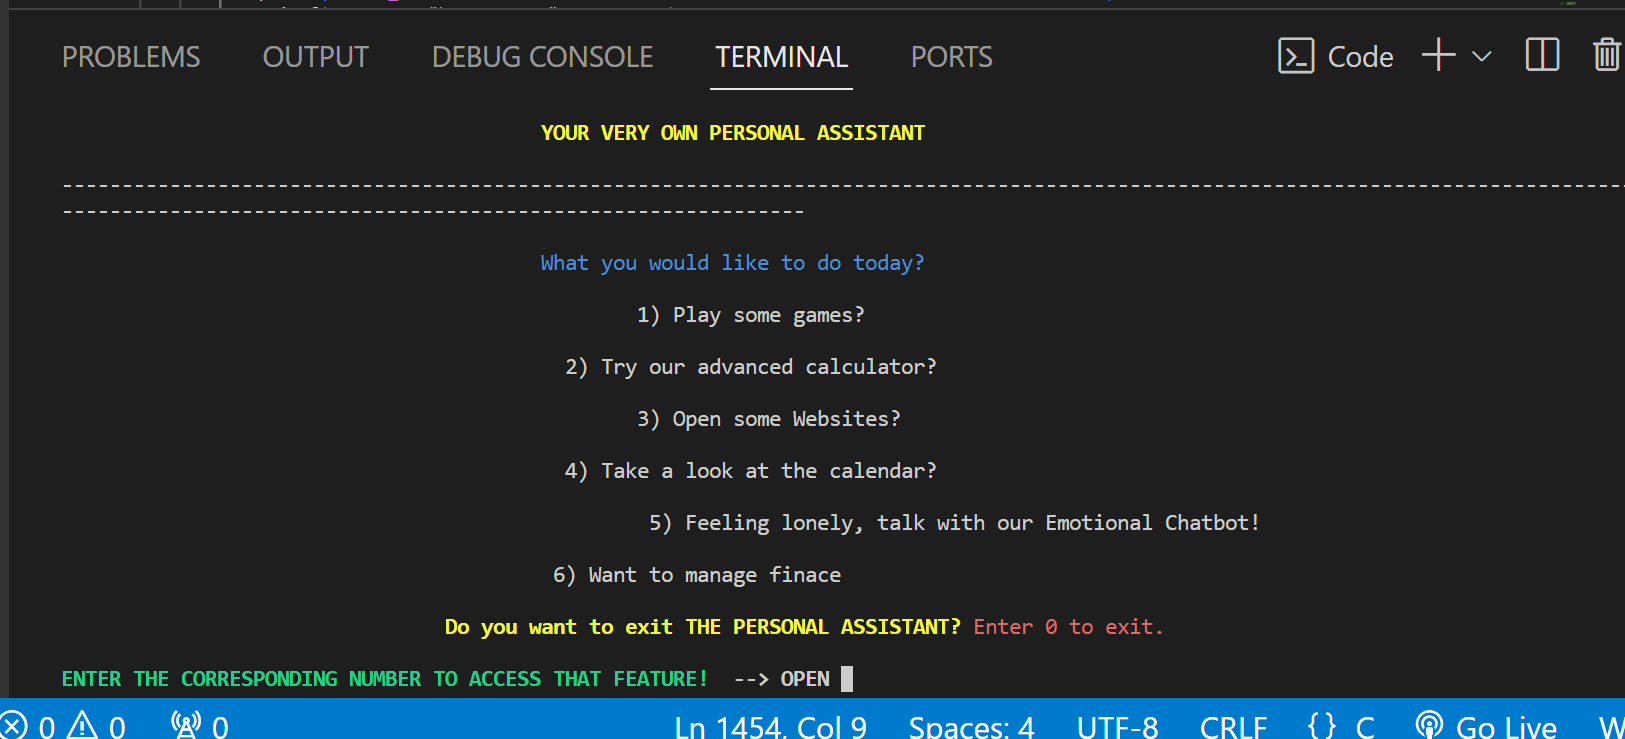 PROBLEMS OUTPUT DEBUG CONSOLE TERMINAL PORTS Code
YOUR VERY OWN PERSONAL ASSISTANT
---------------------------------------------------------------------------------------------------------------------------------
--------------------------------------------------------------
What you would like to do today?
1) Play some games?
2) Try our advanced calculator?
3) Open some Websites?
4) Take a look at the calendar?
5) Feeling lonely, talk with our Emotional Chatbot!
6) Want to manage finace
Do you want to exit THE PERSONAL ASSISTANT? Enter 0 to exit.
ENTER THE CORRESPONDING NUMBER TO ACCESS THAT FEATURE! --> OPEN
0 0 0 Ln 1454, Col 9 Spaces: 4 UTF-8 CRLF {} C Go Live